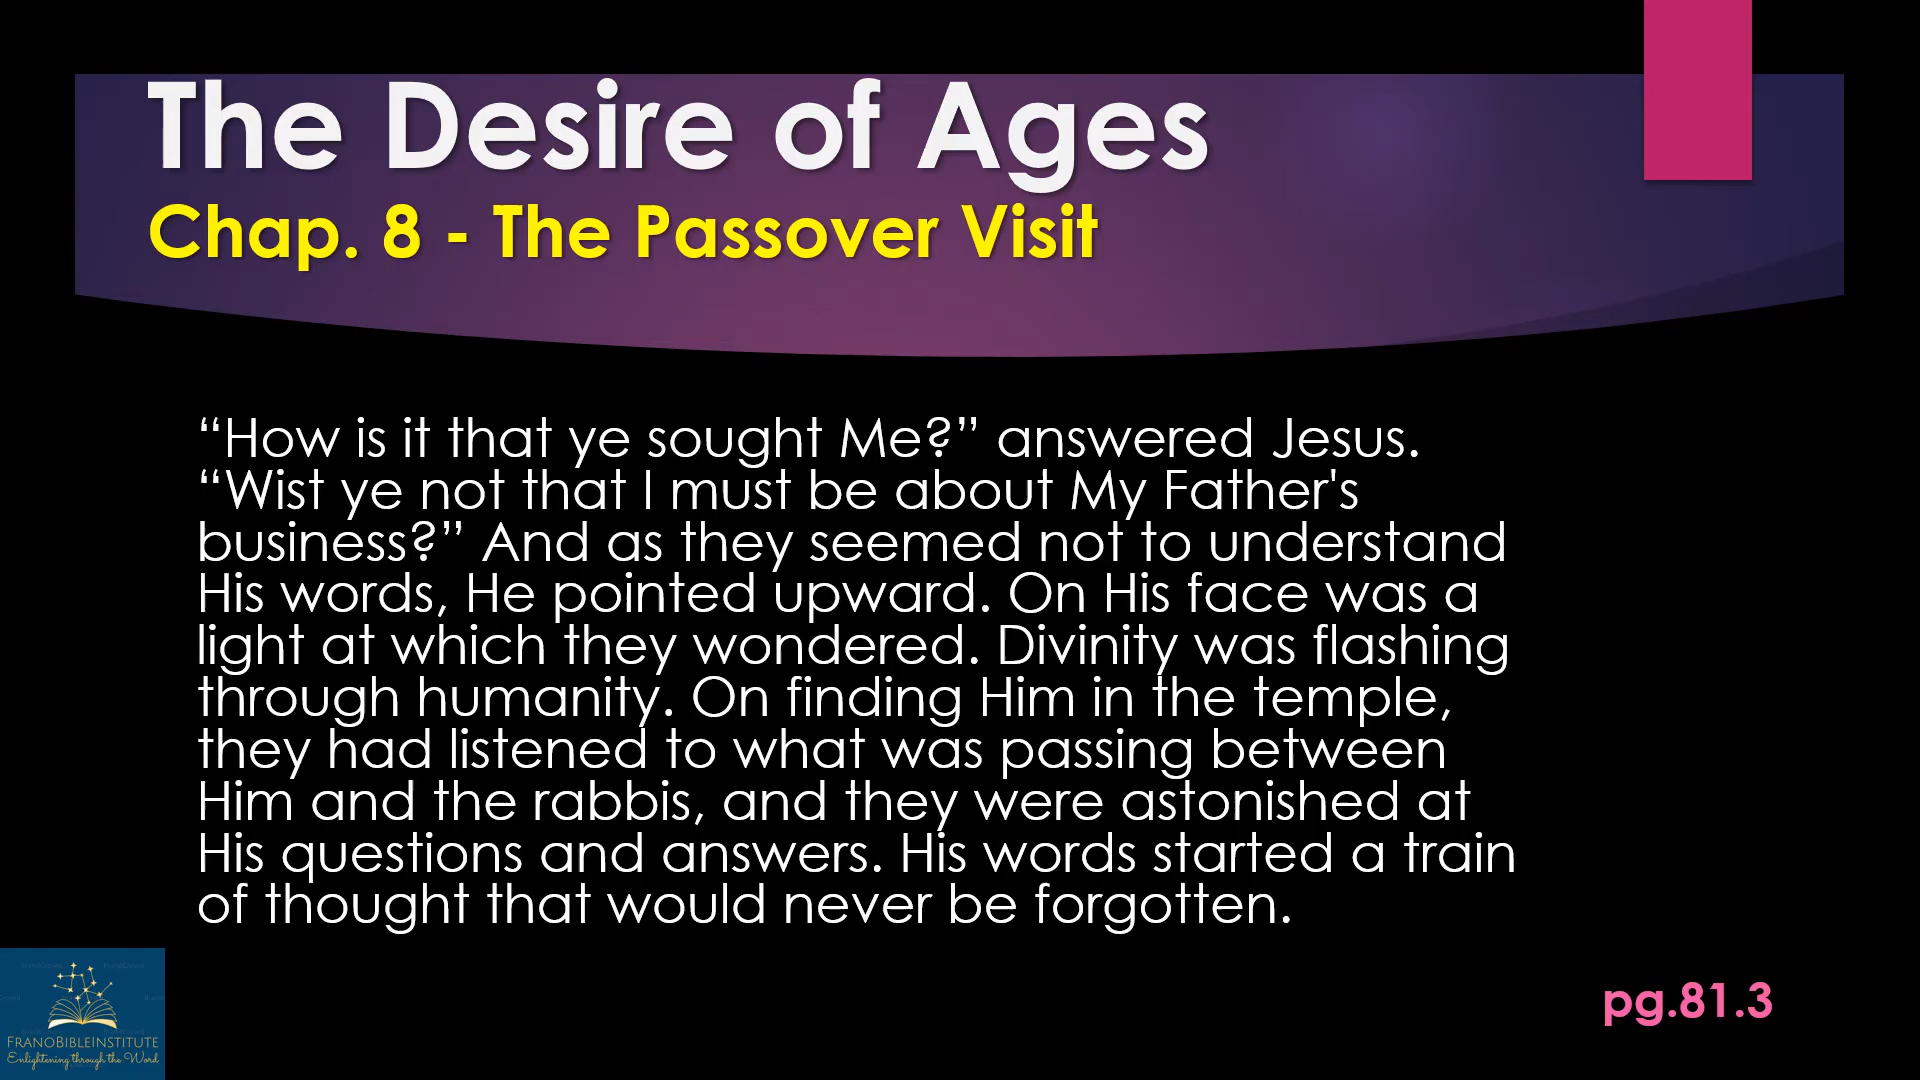 The Desire of Ages
Chap. 8 - The Passover Visit
“How is it that ye sought Me?” answered Jesus.
“Wist ye not that I must be about My Father's
business?” And as they seemed not to understand
His words, He pointed upward. On His face was a
light at which they wondered. Divinity was flashing
through humanity. On finding Him in the temple,
they had listened to what was passing between
Him and the rabbis, and they were astonished at
His questions and answers. His words started a train
of thought that would never be forgotten.
pg.81.3
FRANOBIBLEINSTITUTE
Enlightening through the Word